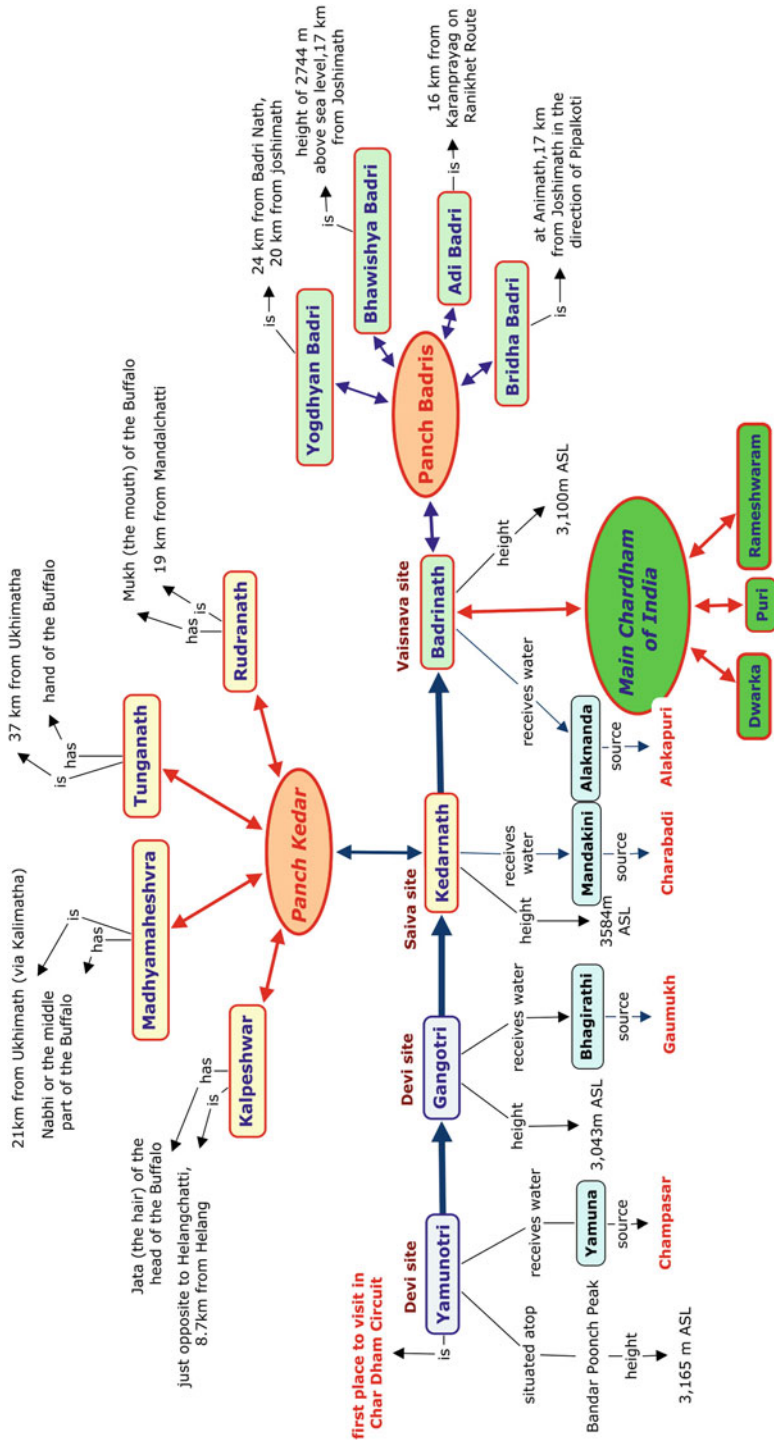 21km from Ukhimath (via Kalimatha)
is
Nabhi or the middle
part of the Buffalo
has
Madhyamaheshvra
37 km from Ukhimatha
is
hand of the Buffalo
has
Tunganath
Mukh (the mouth) of the Buffalo
has
19 km from Mandalchatti
is
Rudranath
Jata (the hair) of the
head of the Buffalo
has
just opposite to Helangchatti,
8.7km from Helang
is
Kalpeshwar
Panch Kedar
24 km from Badri Nath,
20 km from joshimath
is
Yogdhyan Badri
height of 2744 m
above sea level,17 km
from Joshimath
is
Bhawishya Badri
16 km from
Karanprayag on
Ranikhet Route
is
Adi Badri
at Animath,17 km
from Joshimath in the
direction of Pipalkoti
is
Bridha Badri
Panch Badris
first place to visit in
Char Dham Circuit
is
Devi site
Yamunotri
situated atop
Bandar Poonch Peak
height
3,165 m ASL
receives water
Yamuna
source
Champasar
Devi site
Gangotri
height
3,043m ASL
receives water
Bhagirathi
source
Gaumukh
Saiva site
Kedarnath
height
3584m
ASL
receives
water
Mandakini
source
Charabadi
Vaisnava site
Badrinath
receives water
Alaknanda
source
Alakapuri
height
3,100m ASL
Main Chardham
of India
Dwarka
Puri
Rameshwaram